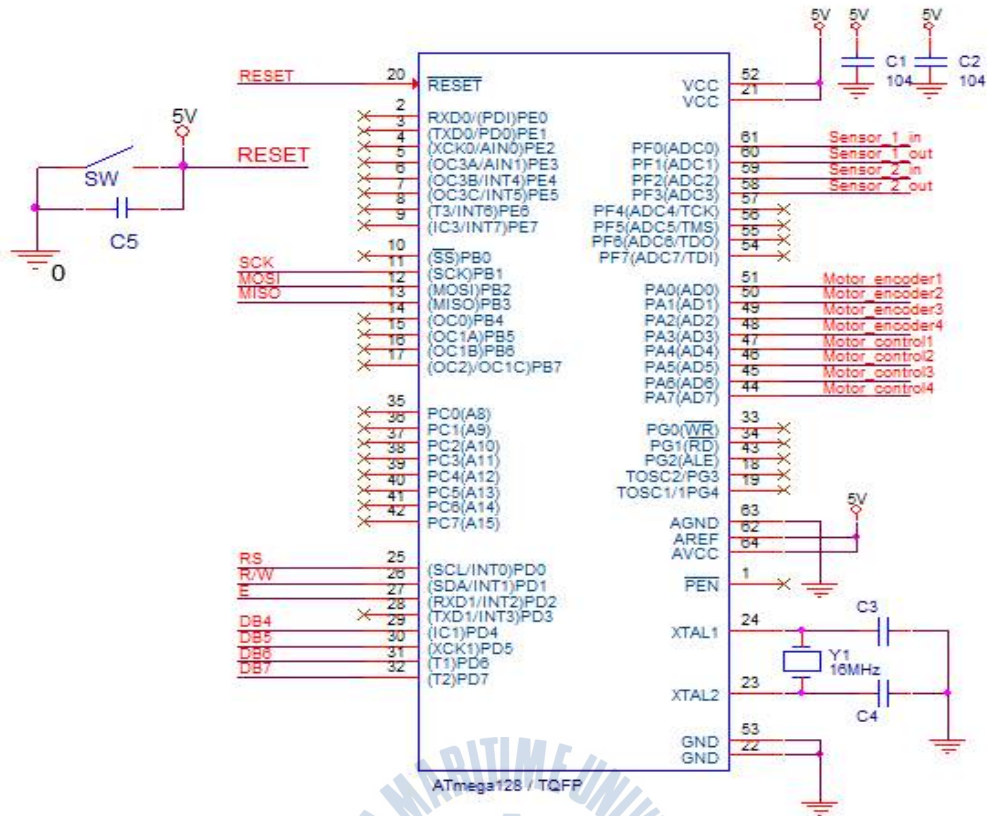 5V 5V 5V
C1
104
C2
104
RESET 20 RESET
VCC 52
VCC 21
5V
RESET
SW
C5
0
2 RXD0/(PDI)PE0
3 (TXD0/PD0)PE1
4 (XCK0/AIN0)PE2
5 (OC3A/AIN1)PE3
6 (OC3B/INT4)PE4
7 (OC3C/INT5)PE5
8 (T3/INT6)PE6
9 (IC3/INT7)PE7
10 (SS)PB0
SCK 11 (SCK)PB1
MOSI 12 (MOSI)PB2
MISO 13 (MISO)PB3
14 (OC0)PB4
15 (OC1A)PB5
16 (OC1B)PB6
17 (OC2)/OC1C)PB7
35 PC0(A8)
36 PC1(A9)
37 PC2(A10)
38 PC3(A11)
39 PC4(A12)
40 PC5(A13)
41 PC6(A14)
42 PC7(A15)
RS 25 (SCL/INT0)PD0
R/W 26 (SDA/INT1)PD1
E 27 (RXD1/INT2)PD2
28 (TXD1/INT3)PD3
DB4 29 (IC1)PD4
DB5 30 (XCK1)PD5
DB6 31 (T1)PD6
DB7 32 (T2)PD7
PF0(ADC0) 61 Sensor_1_in
PF1(ADC1) 60 Sensor_1_out
PF2(ADC2) 59 Sensor_2_in
PF3(ADC3) 58 Sensor_2_out
PF4(ADC4/TCK) 57
PF5(ADC5/TMS) 56
PF6(ADC6/TDO) 55
PF7(ADC7/TDI) 54
PA0(AD0) 51 Motor_encoder1
PA1(AD1) 50 Motor_encoder2
PA2(AD2) 49 Motor_encoder3
PA3(AD3) 48 Motor_encoder4
PA4(AD4) 47 Motor_control1
PA5(AD5) 46 Motor_control2
PA6(AD6) 45 Motor_control3
PA7(AD7) 44 Motor_control4
PG0(WR) 33
PG1(RD) 34
PG2(ALE) 43
TOSC2/PG3 18
TOSC1/1PG4 19
5V
AGND 63
AREF 62
AVCC 64
PEN 1
XTAL1 24
C3
Y1
16MHz
XTAL2 23
C4
GND 53
GND 22
ATmega128 / TQFP
MARITIME